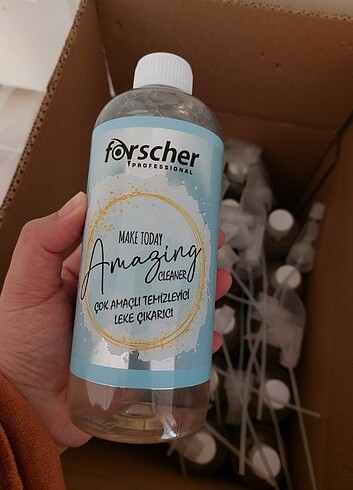 forscher
PROFESSIONAL
MAKE TODAY
Amazing
CLEANER
ÇOK AMAÇLI TEMİZLEYİCİ
LEKE ÇIKARICI